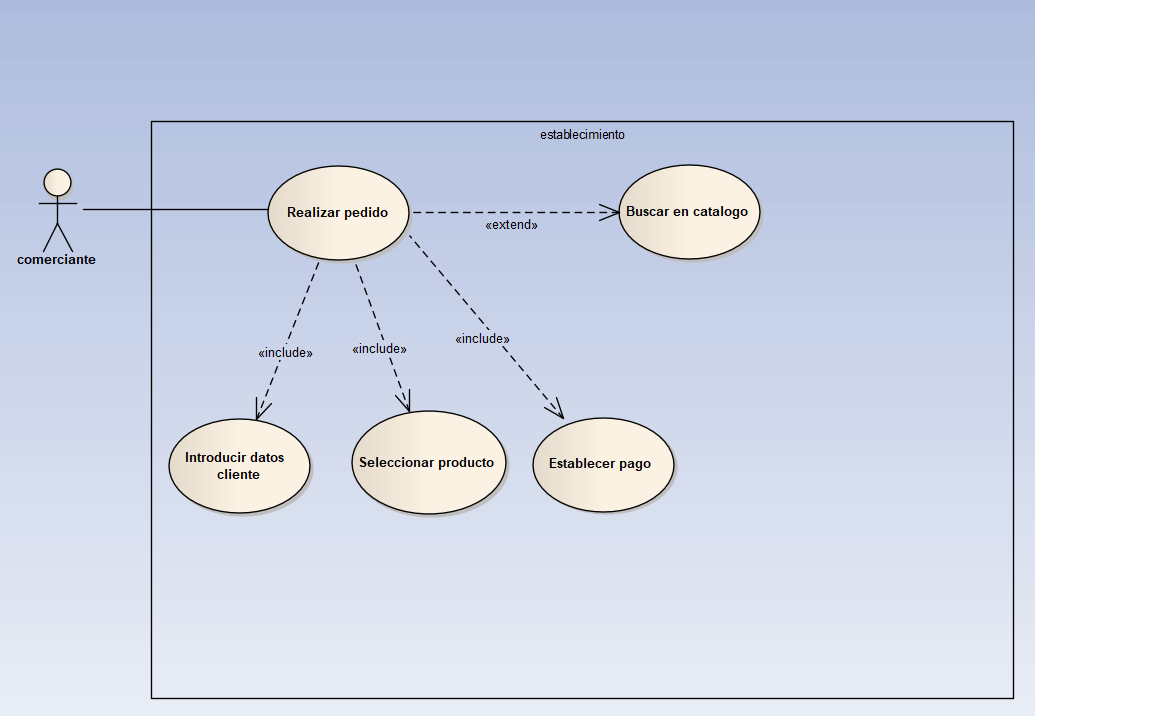 establecimiento
comerciante
Realizar pedido
«extend»
Buscar en catalogo
«include»
«include»
«include»
Introducir datos
cliente
Seleccionar producto
Establecer pago